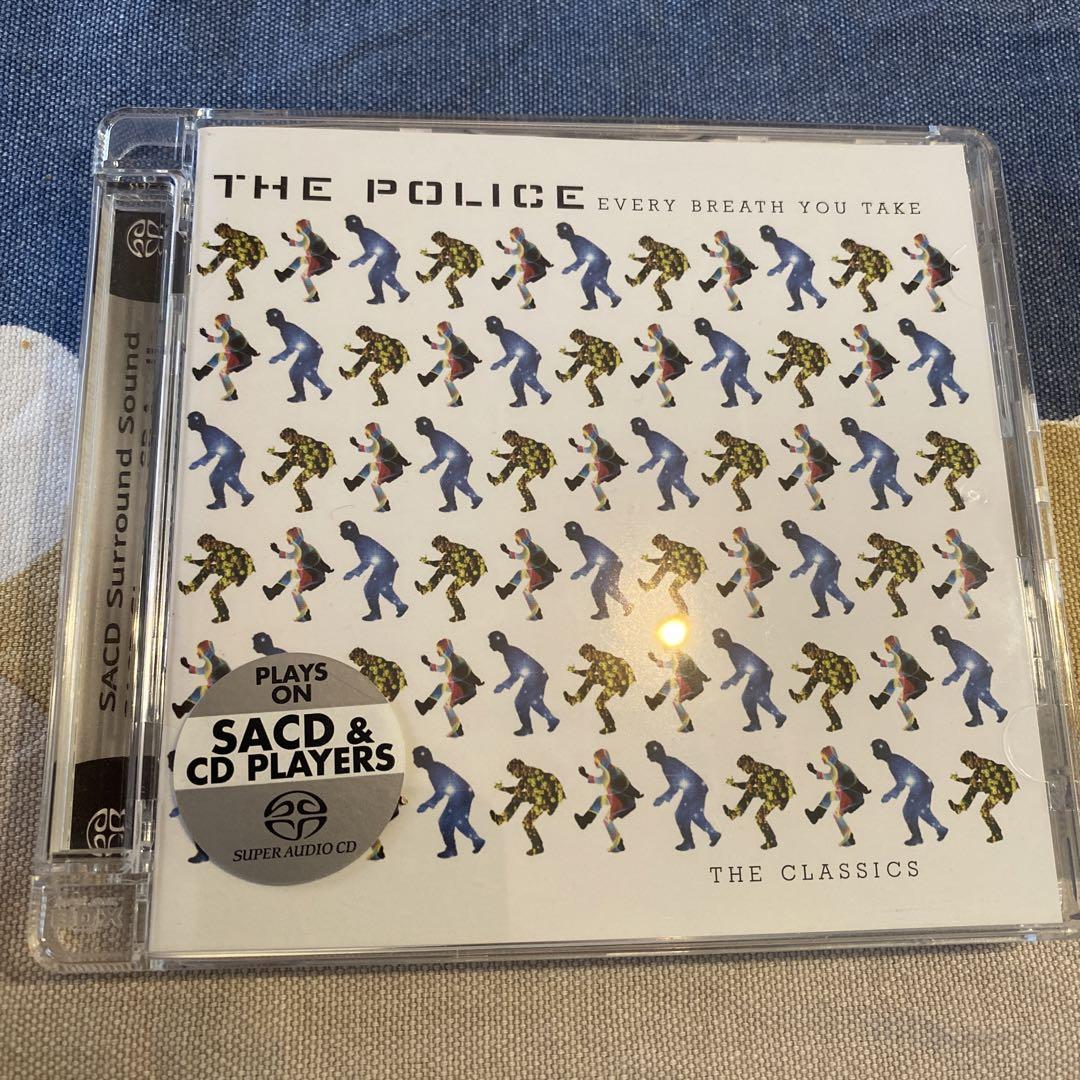 THE POLICE EVERY BREATH YOU TAKE
SACD Surround Sound
PLAYS
ON
SACD &
CD PLAYERS
SUPER AUDIO CD
THE CLASSICS